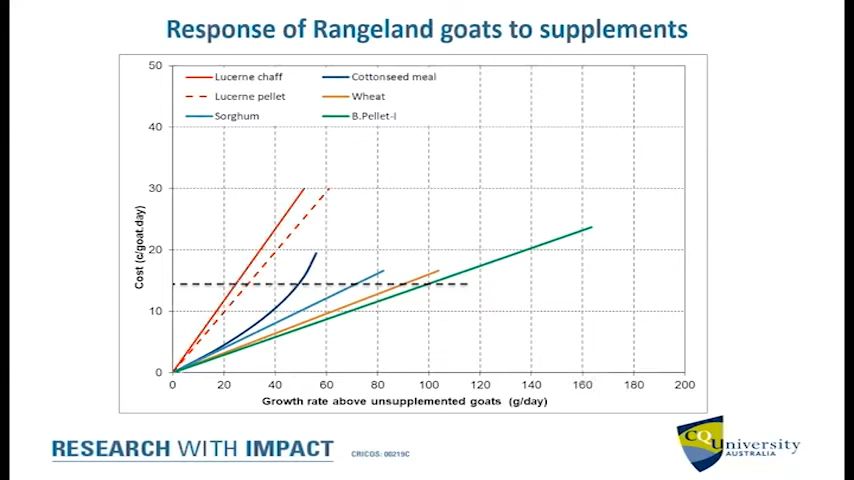 Response of Rangeland goats to supplements
50
40
30
20
10
0
Cost (c/goat.day)
Lucerne chaff
Cottonseed meal
Lucerne pellet
Wheat
Sorghum
B.Pellet-I
0 20 40 60 80 100 120 140 160 180 200
Growth rate above unsupplemented goats (g/day)
RESEARCH WITH IMPACT
CRICOS: 00219C
CQUniversity
AUSTRALIA